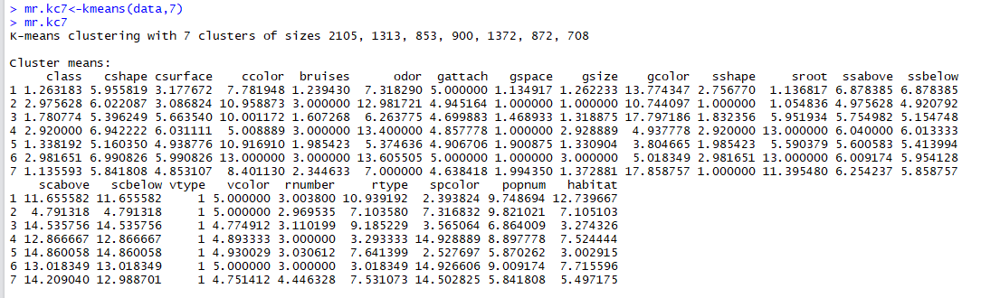 > mr.kc7<-kmeans(data,7)
> mr.kc7
K-means clustering with 7 clusters of sizes 2105, 1313, 853, 900, 1372, 872, 708
Cluster means:
class cshape csurface ccolor bruises odor gattach gspace gsize gcolor sshape sroot ssabove ssbelow
1 1.263183 5.955819 3.177672 7.781948 1.239430 7.318290 5.000000 1.134917 1.262233 13.774347 2.756770 1.136817 6.878385 6.878385
2 2.975628 6.022087 3.086824 10.958873 3.000000 12.981721 4.945164 1.000000 1.000000 10.744097 1.000000 1.054836 4.975628 4.920792
3 1.780774 5.396249 5.663540 10.001172 1.607268 6.263775 4.699883 1.468933 1.318875 17.797186 1.832356 5.951934 5.754982 5.154748
4 2.920000 6.942222 6.031111 5.008889 3.000000 13.400000 4.857778 1.000000 2.928889 4.937778 2.920000 13.000000 6.040000 6.013333
5 1.338192 5.160350 4.938776 10.916910 1.985423 5.374636 4.906706 1.900875 1.330904 3.804665 1.985423 5.590379 5.600583 5.413994
6 2.981651 6.990826 5.990826 13.000000 3.000000 13.605505 5.000000 1.000000 3.000000 5.018349 2.981651 13.000000 6.009174 5.954128
7 1.135593 5.841808 4.853107 8.401130 2.344633 7.000000 4.638418 1.994350 1.372881 17.858757 1.000000 11.395480 6.254237 5.858757
scabove scbelow vtype vcolor rnumber rtype spcolor popnum habitat
1 11.655582 11.655582 1 5.000000 3.003800 10.939192 2.393824 9.748694 12.739667
2 4.791318 4.791318 1 5.000000 2.969535 7.103580 7.316832 9.821021 7.105103
3 14.535756 14.535756 1 4.774912 3.110199 9.185229 3.565064 6.864009 3.274326
4 12.866667 12.866667 1 4.893333 3.000000 3.293333 14.928889 8.897778 7.524444
5 14.860058 14.860058 1 4.930029 3.030612 7.641399 2.527697 5.870262 3.002915
6 13.018349 13.018349 1 5.000000 3.000000 3.018349 14.926606 9.009174 7.715596
7 14.209040 12.988701 1 4.751412 4.446328 7.531073 14.502825 5.841808 5.497175